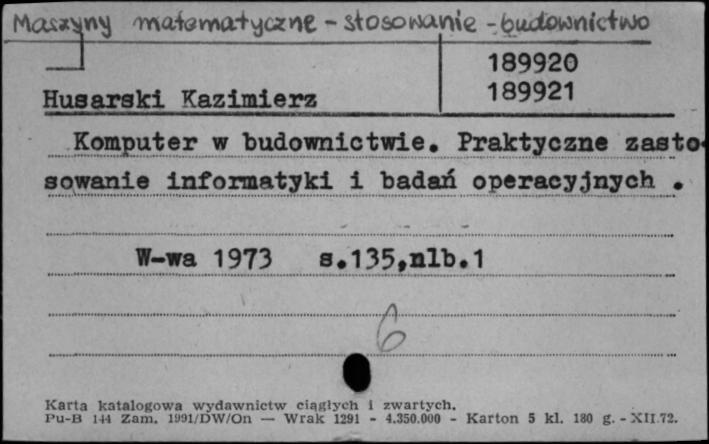 Maszyny matematyczne - stosowanie - budownictwo
189920
Husarski Kazimierz 189921
Komputer w budownictwie. Praktyczne zasto
sowanie informatyki i badań operacyjnych .
W-wa 1973 s.135,nlb.1
6
Karta katalogowa wydawnictw ciągłych i zwartych.
Pu-B 144 Zam. 1991/DW/On — Wrak 1291 - 4.350.000 - Karton 5 kl. 180 g. - XII.72.